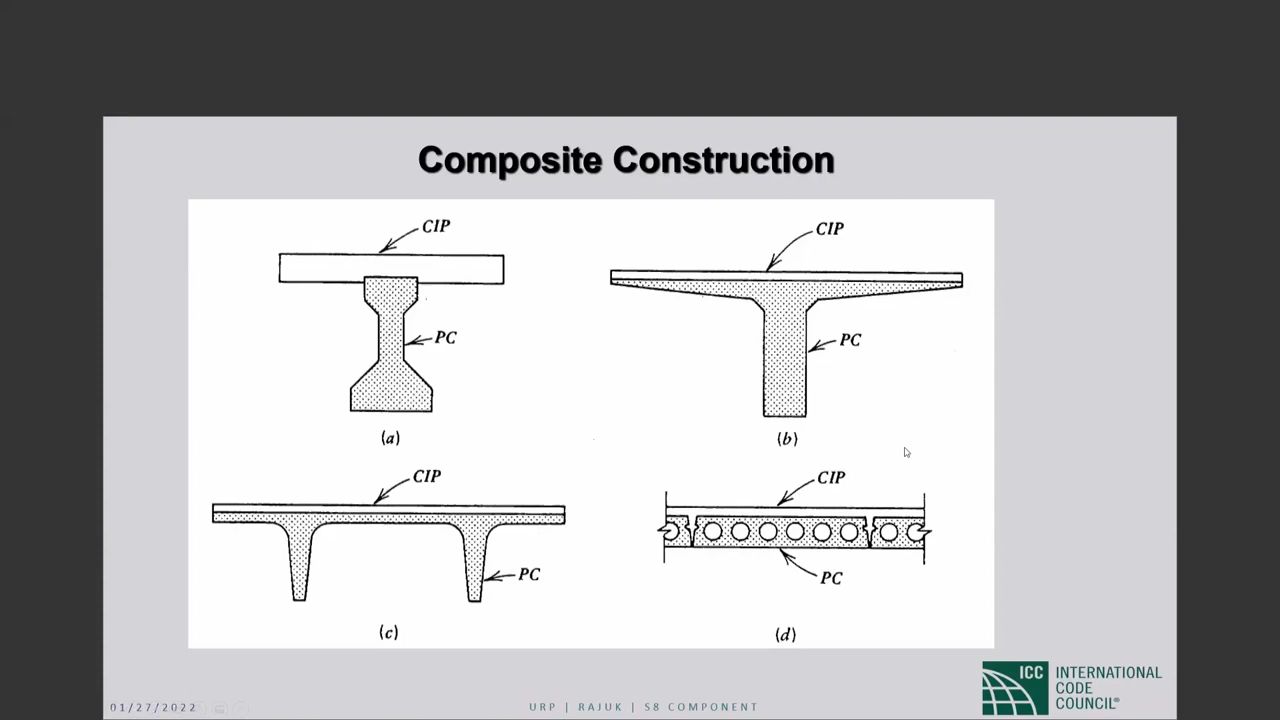 Composite Construction
CIP
PC
(a)
CIP
PC
(b)
CIP
PC
(c)
CIP
PC
(d)
01/27/2022
URP | RAJUK | S8 COMPONENT
ICC
INTERNATIONAL
CODE
COUNCIL®